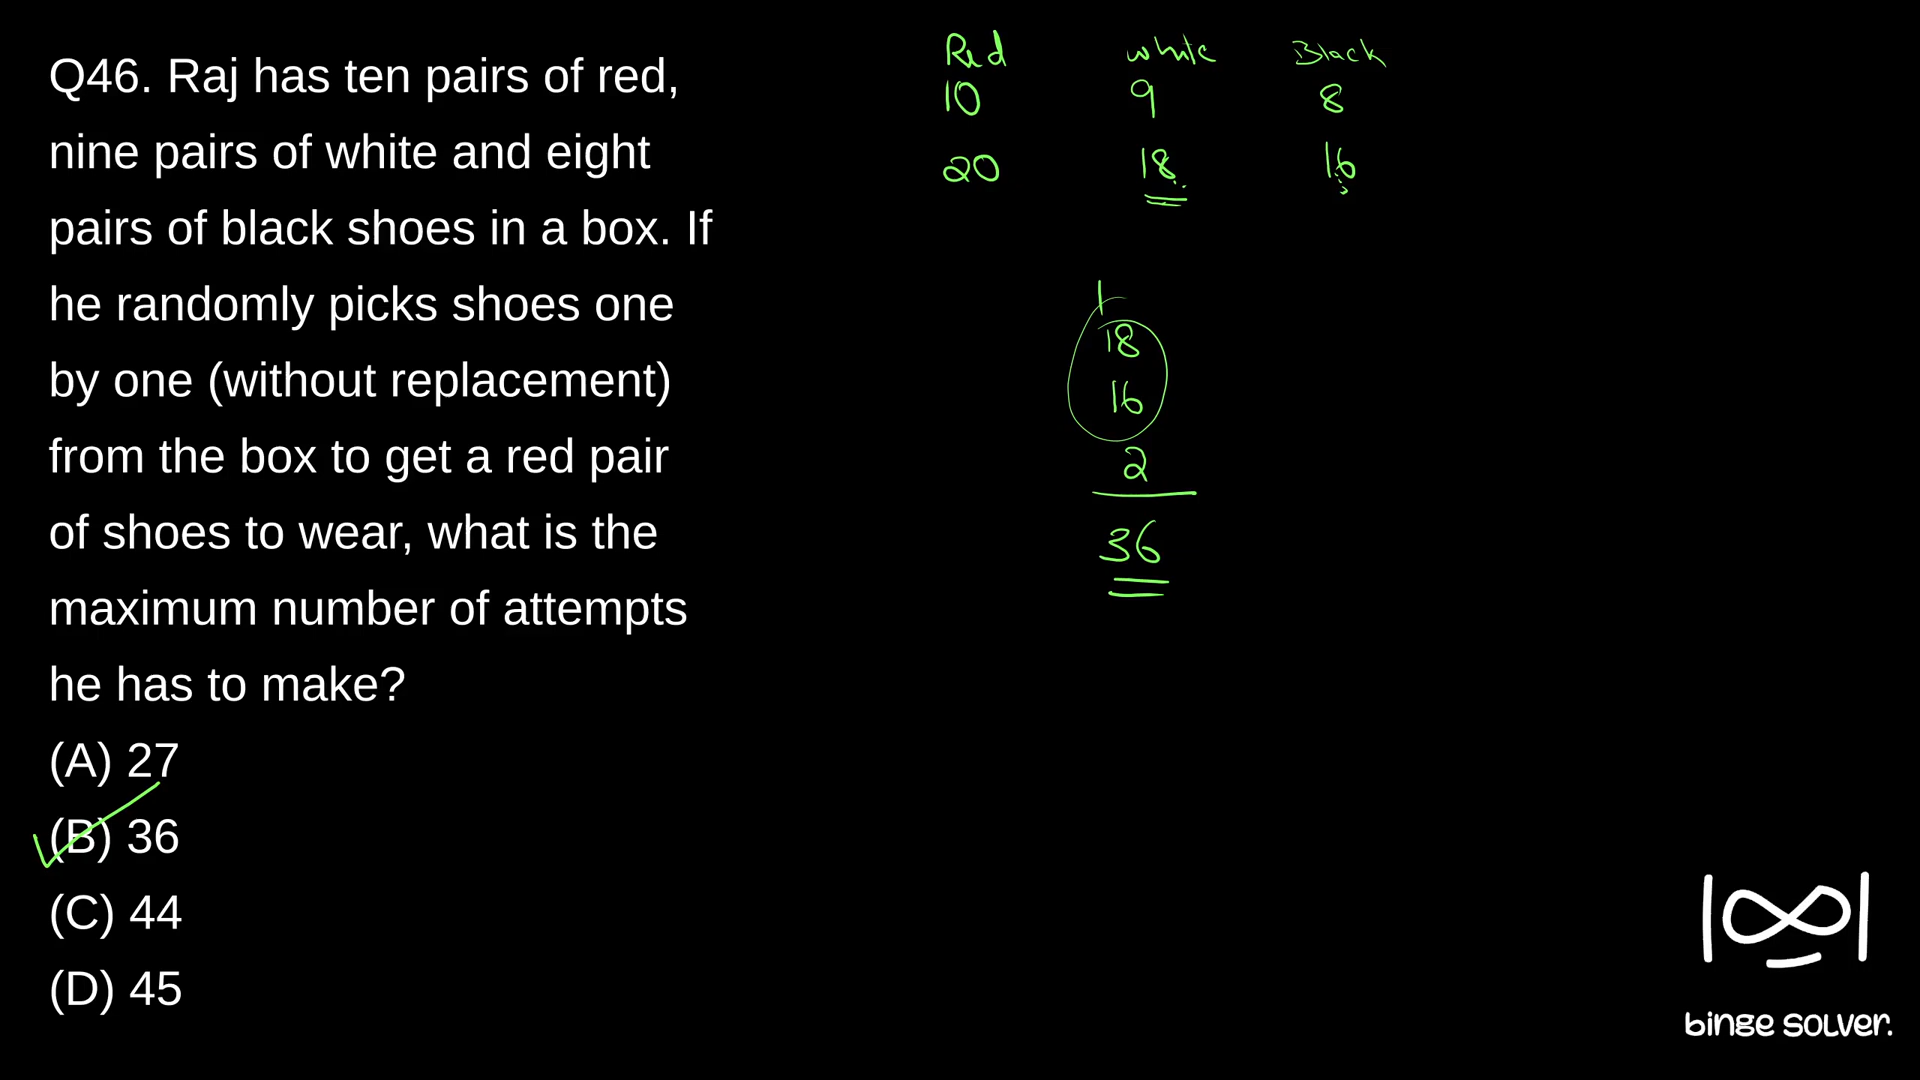 Q46. Raj has ten pairs of red,
nine pairs of white and eight
pairs of black shoes in a box. If
he randomly picks shoes one
by one (without replacement)
from the box to get a red pair
of shoes to wear, what is the
maximum number of attempts
he has to make?
(A) 27
(B) 36
(C) 44
(D) 45
Red white Black
10 9 8
20 18 16
1
18
16
2
36
binge SOLVER.